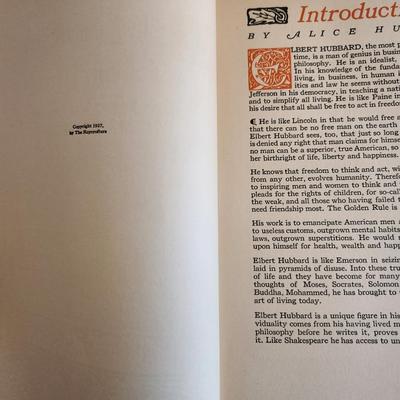 Copyright 1927,
by The Roycrofters
Introducti
BY ALICE HU
ELBERT HUBBARD, the most p
time, is a man of genius in busin
philosophy. He is an idealist,
In his knowledge of the funda
living, in business, in human i
itics and law he seems without
Jefferson in his democracy, in teaching a nati
and to simplify all living. He is like Paine in
his desire that all should be free to act in freedo
¶ He is like Lincoln in that he would free a
that there can be no free man on the earth
Elbert Hubbard sees, too, that just so long
is denied any right that man claims for himse
no man can be a superior, true American, so
her birthright of life, liberty and happiness.
He knows that freedom to think and act, wi
from any other, evolves humanity. Theref
to inspiring men and women to think and
pleads for the rights of children, for so-call
the weak, and all those who having failed t
need friendship most. The Golden Rule is
His work is to emancipate American men a
to useless customs, outgrown mental habits
laws, outgrown superstitions. He would m
upon himself for health, wealth and happ
Elbert Hubbard is like Emerson in seizin
laid in pyramids of disuse. Into these tru
of life and they have become for many
thoughts of Moses, Socrates, Solomon
Buddha, Mohammed, he has brought to
art of living today.
Elbert Hubbard is a unique figure in his
viduality comes from his having lived m
philosophy before he writes it, proves
it. Like Shakespeare he has access to un